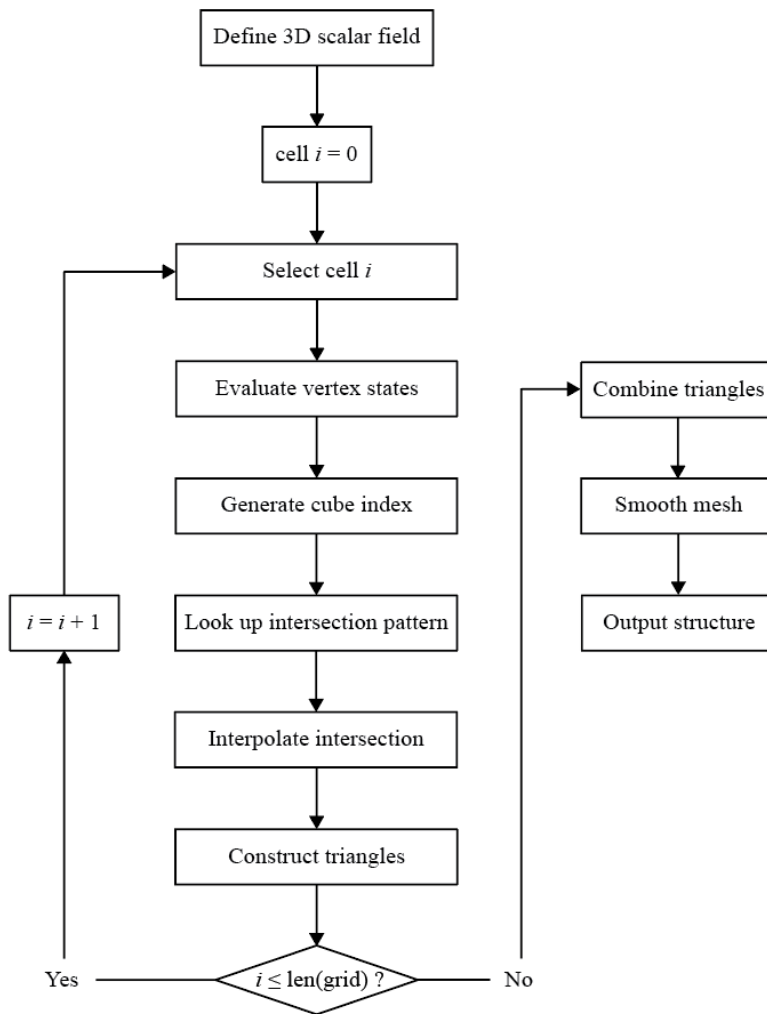 Define 3D scalar field
cell i = 0
Select cell i
Evaluate vertex states
Generate cube index
Look up intersection pattern
Interpolate intersection
Construct triangles
i ≤ len(grid) ?
Yes
i = i + 1
No
Combine triangles
Smooth mesh
Output structure